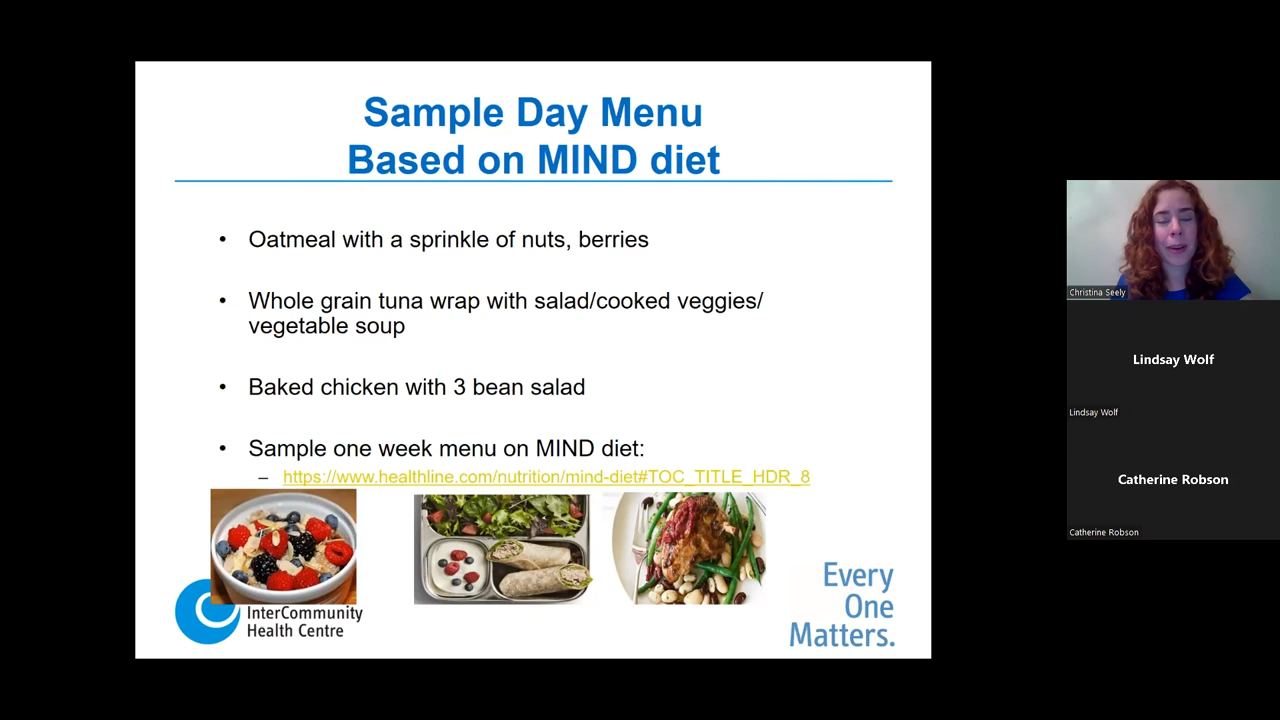 Sample Day Menu
Based on MIND diet
• Oatmeal with a sprinkle of nuts, berries
• Whole grain tuna wrap with salad/cooked veggies/
vegetable soup
• Baked chicken with 3 bean salad
• Sample one week menu on MIND diet:
– https://www.healthline.com/nutrition/mind-diet#TOC_TITLE_HDR_8
InterCommunity
Health Centre
Every
One
Matters.
Christina Seely
Lindsay Wolf
Lindsay Wolf
Catherine Robson
Catherine Robson